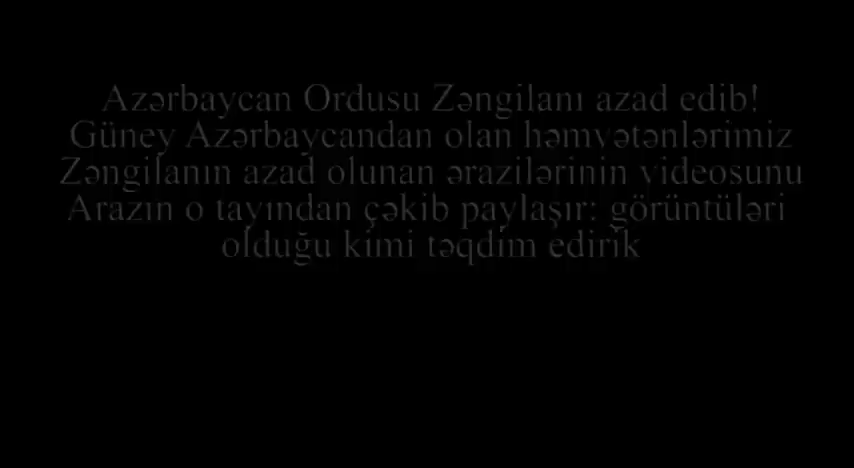 Azərbaycan Ordusu Zəngilanı azad edib!
Güney Azərbaycandan olan həmvətənlərimiz
Zəngilanın azad olunan ərazilərinin videosunu
Arazın o tayından çəkib paylaşır: görüntüləri
olduğu kimi təqdim edirik